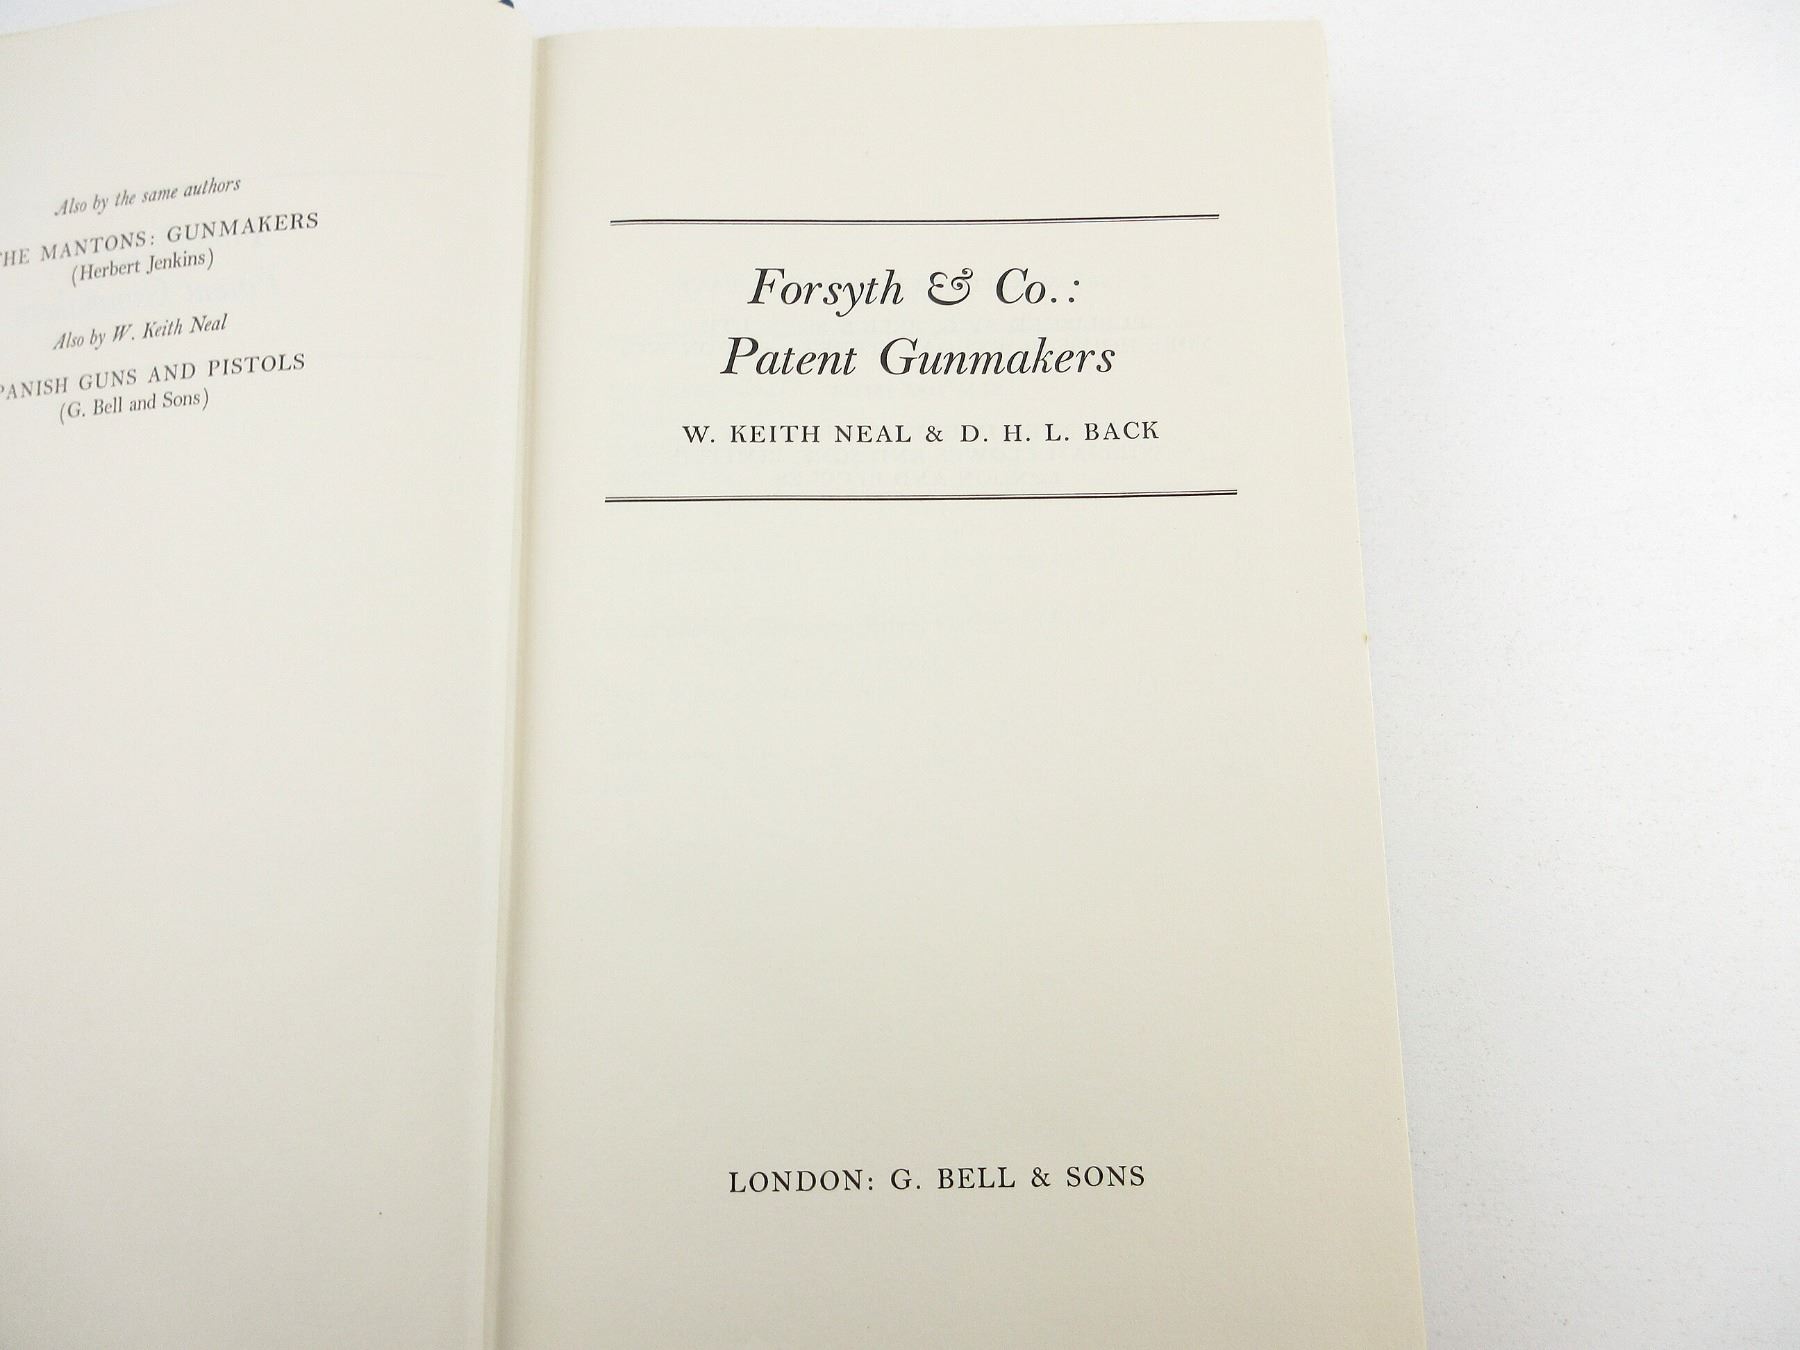 Also by the same authors
HE MANTONS: GUNMAKERS
(Herbert Jenkins)
Also by W. Keith Neal
PANISH GUNS AND PISTOLS
(G. Bell and Sons)
Forsyth & Co.:
Patent Gunmakers
W. KEITH NEAL & D. H. L. BACK
LONDON: G. BELL & SONS